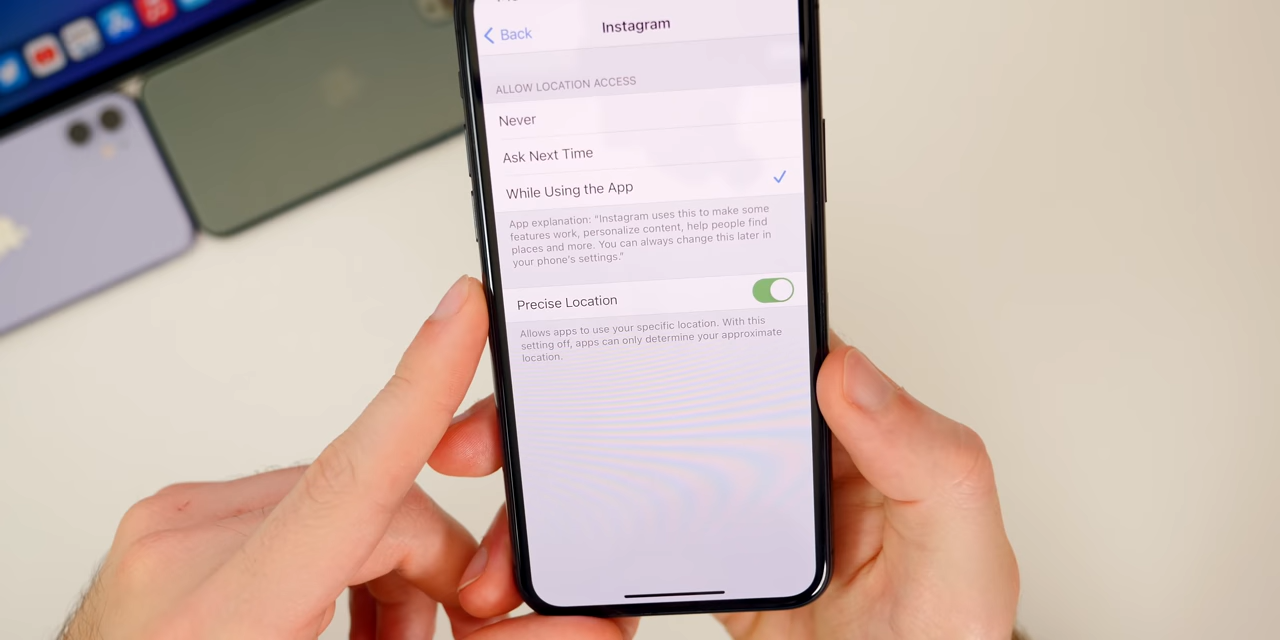 Back
Instagram
ALLOW LOCATION ACCESS
Never
Ask Next Time
While Using the App
App explanation: “Instagram uses this to make some
features work, personalize content, help people find
places and more. You can always change this later in
your phone's settings.”
Precise Location
Allows apps to use your specific location. With this
setting off, apps can only determine your approximate
location.